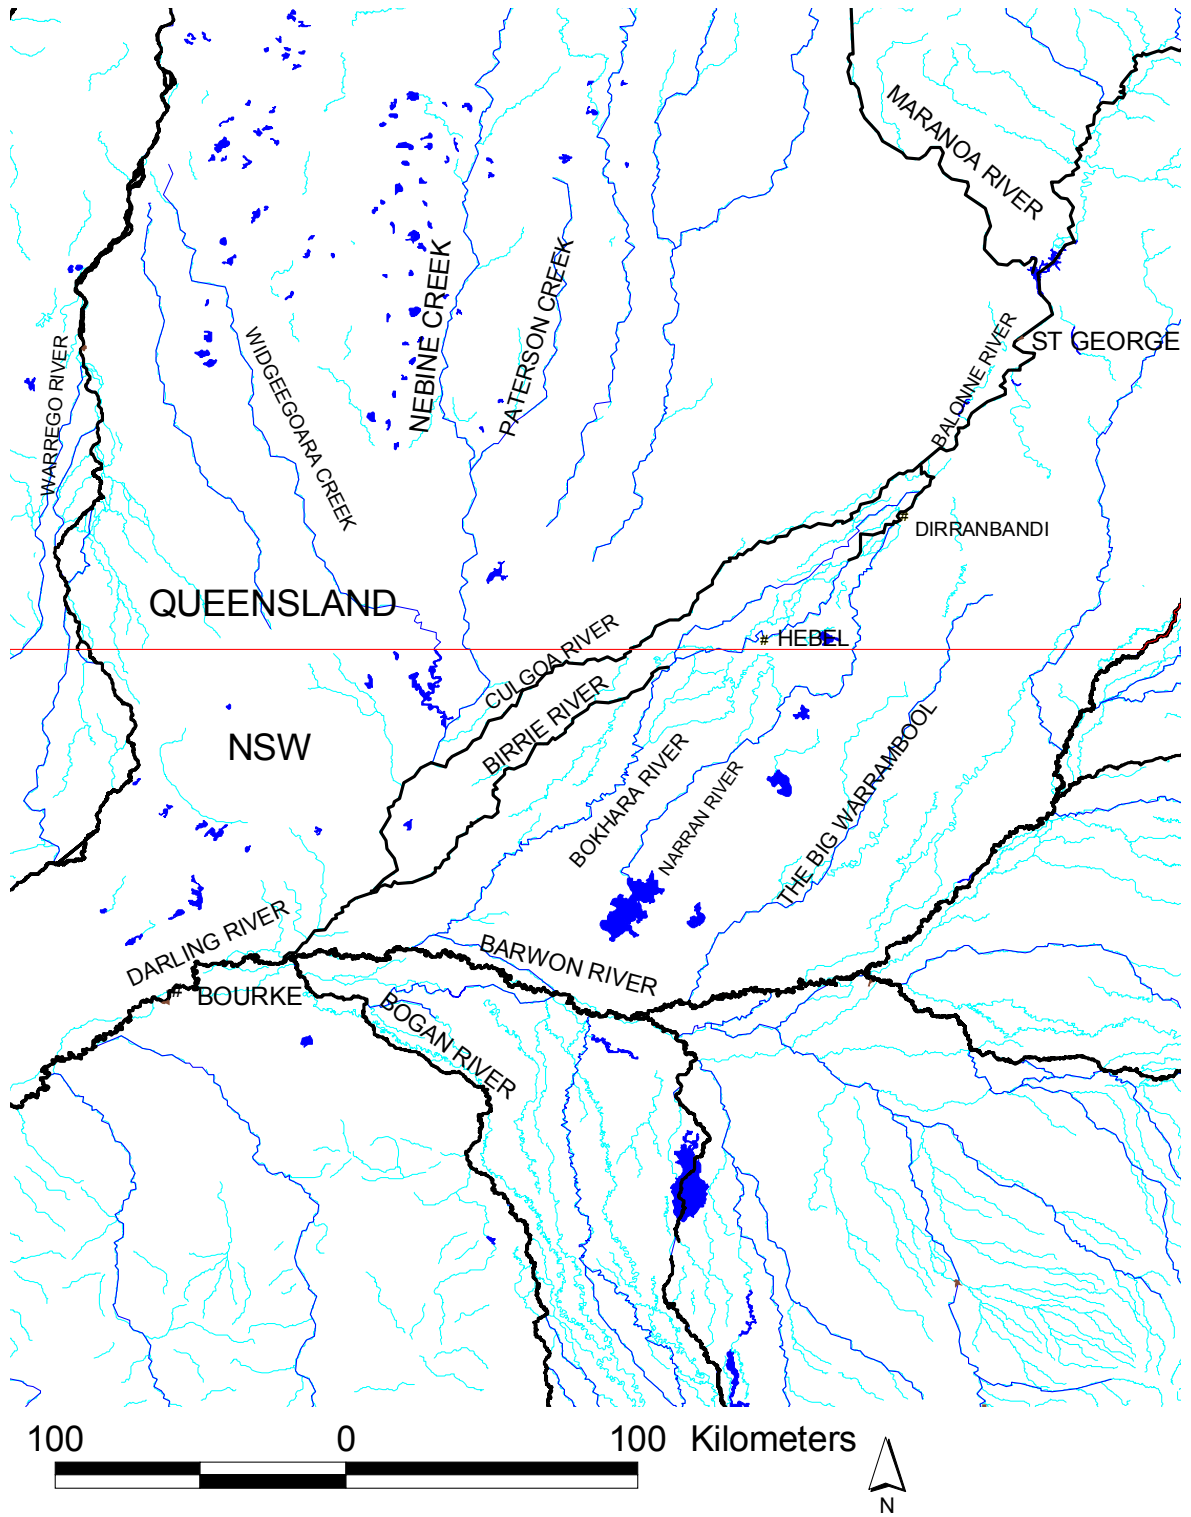 MARANOA RIVER
NEBINE CREEK
PATERSON CREEK
WARREGO RIVER
WIDGEEGOARA CREEK
BALONNE RIVER
ST GEORGE
# DIRRANBANDI
QUEENSLAND
# HEBEL
CULGOA RIVER
BIRRIE RIVER
NSW
BOKHARA RIVER
NARRAN RIVER
THE BIG WARRAMBOOL
DARLING RIVER
BARWON RIVER
# BOURKE
BOGAN RIVER
100 0 100 Kilometers
N